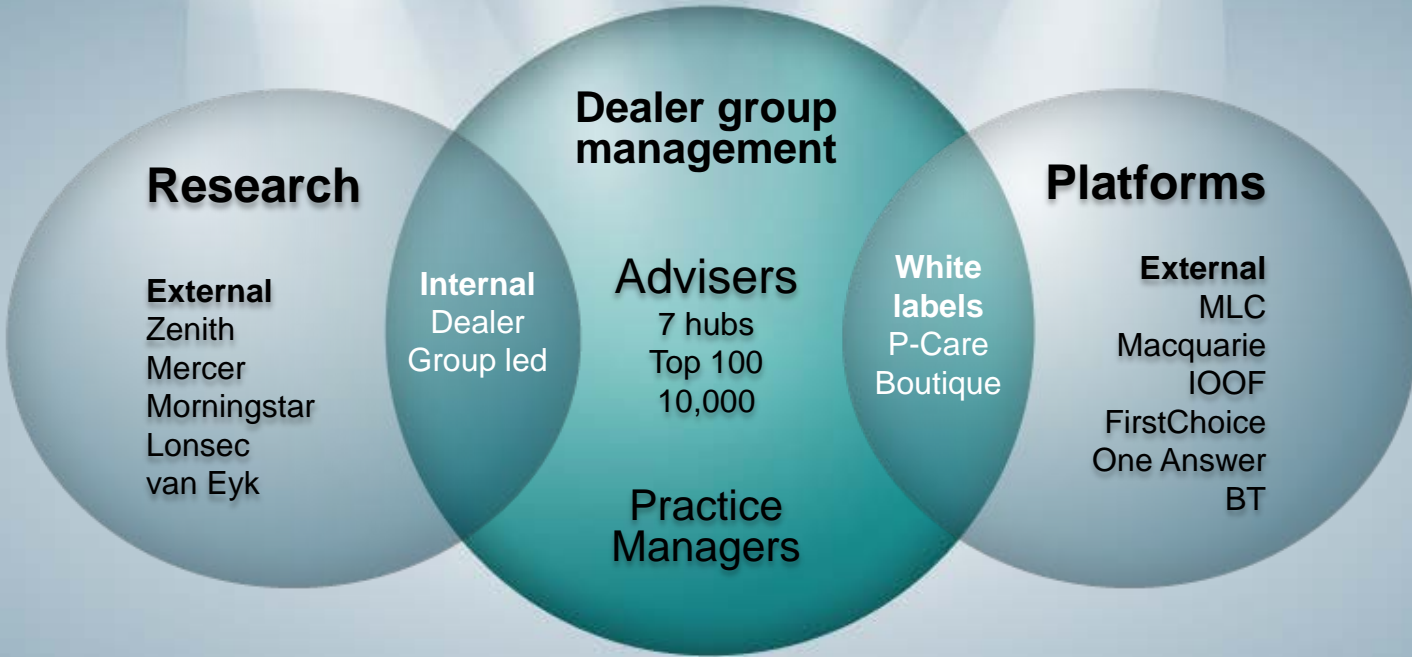 Research
External
Zenith
Mercer
Morningstar
Lonsec
van Eyk
Internal
Dealer
Group led
Dealer group
management
Advisers
7 hubs
Top 100
10,000
Practice
Managers
White
labels
P-Care
Boutique
Platforms
External
MLC
Macquarie
IOOF
FirstChoice
One Answer
BT